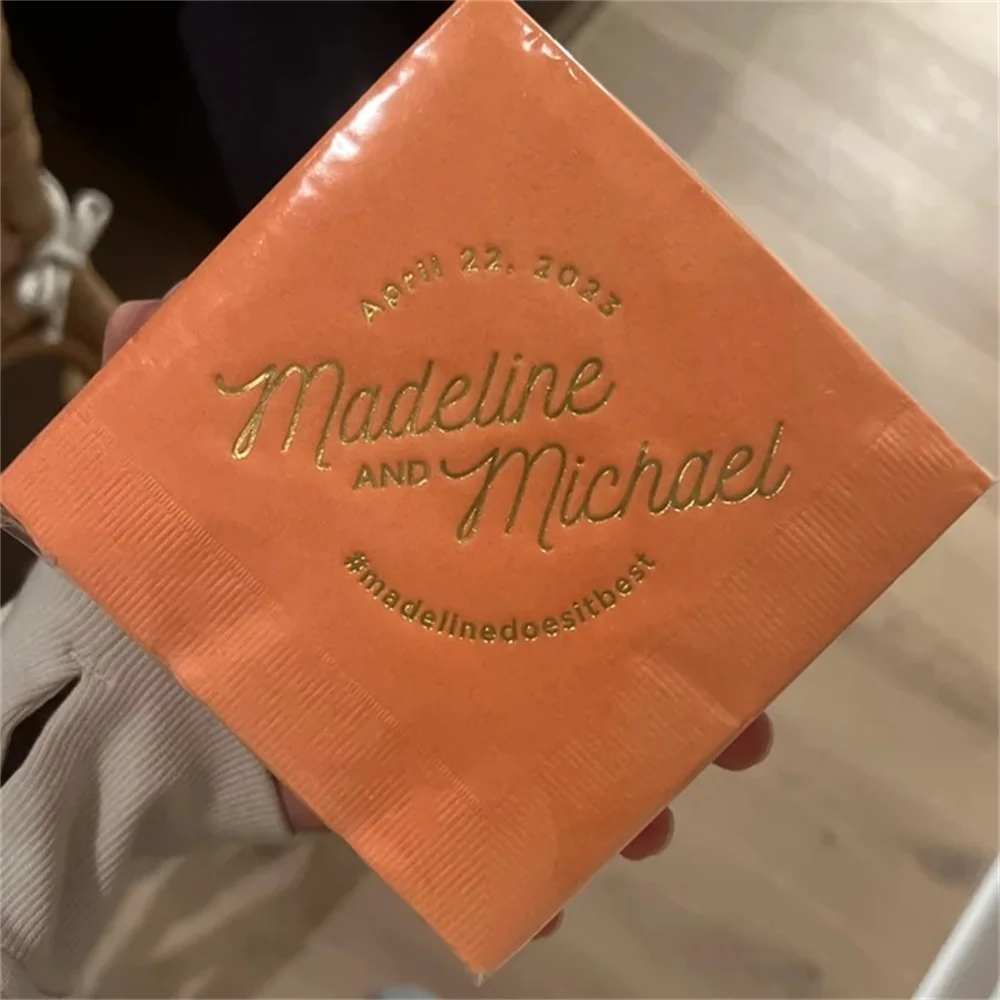 April 22, 2023
Madeline
AND Michael
#madelinedoesitbest